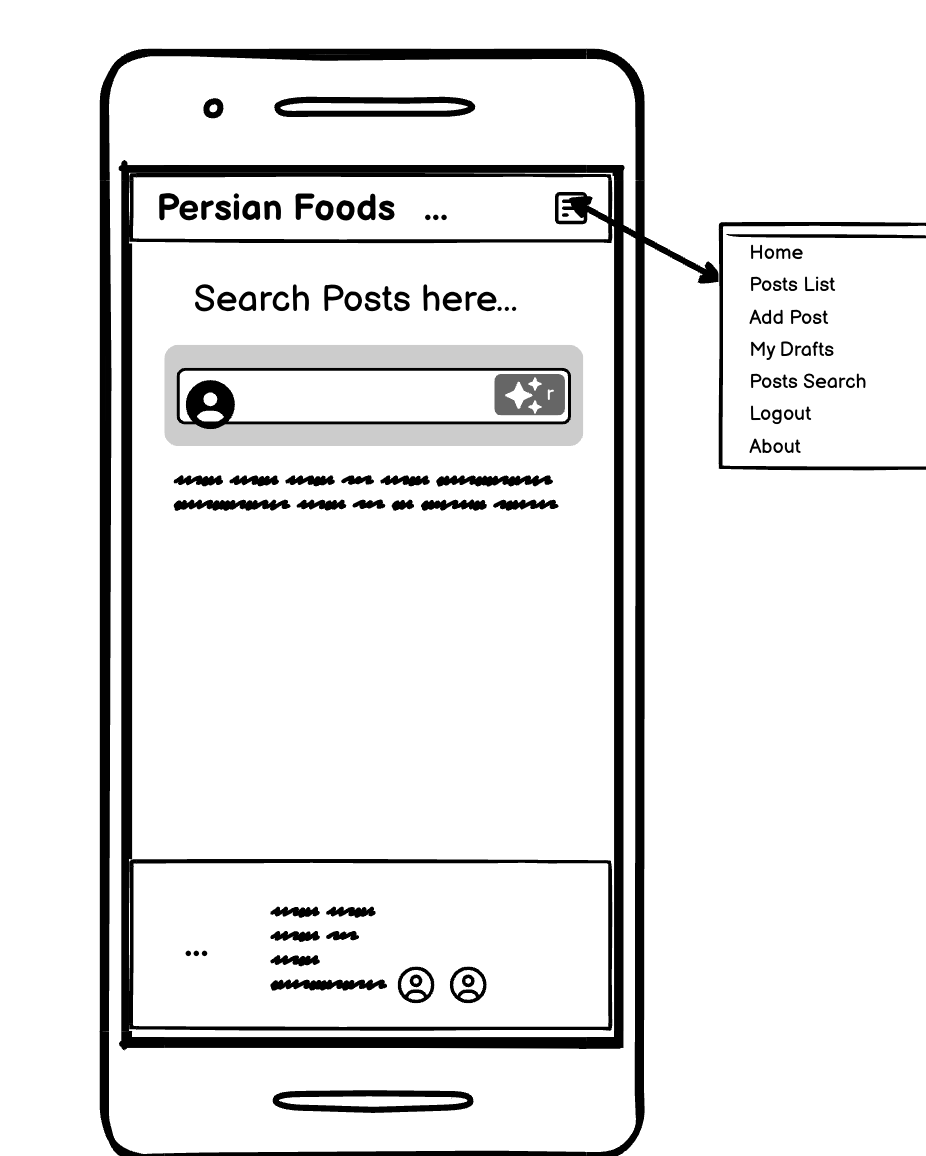 Persian Foods ...
Search Posts here...
r
...
Home
Posts List
Add Post
My Drafts
Posts Search
Logout
About